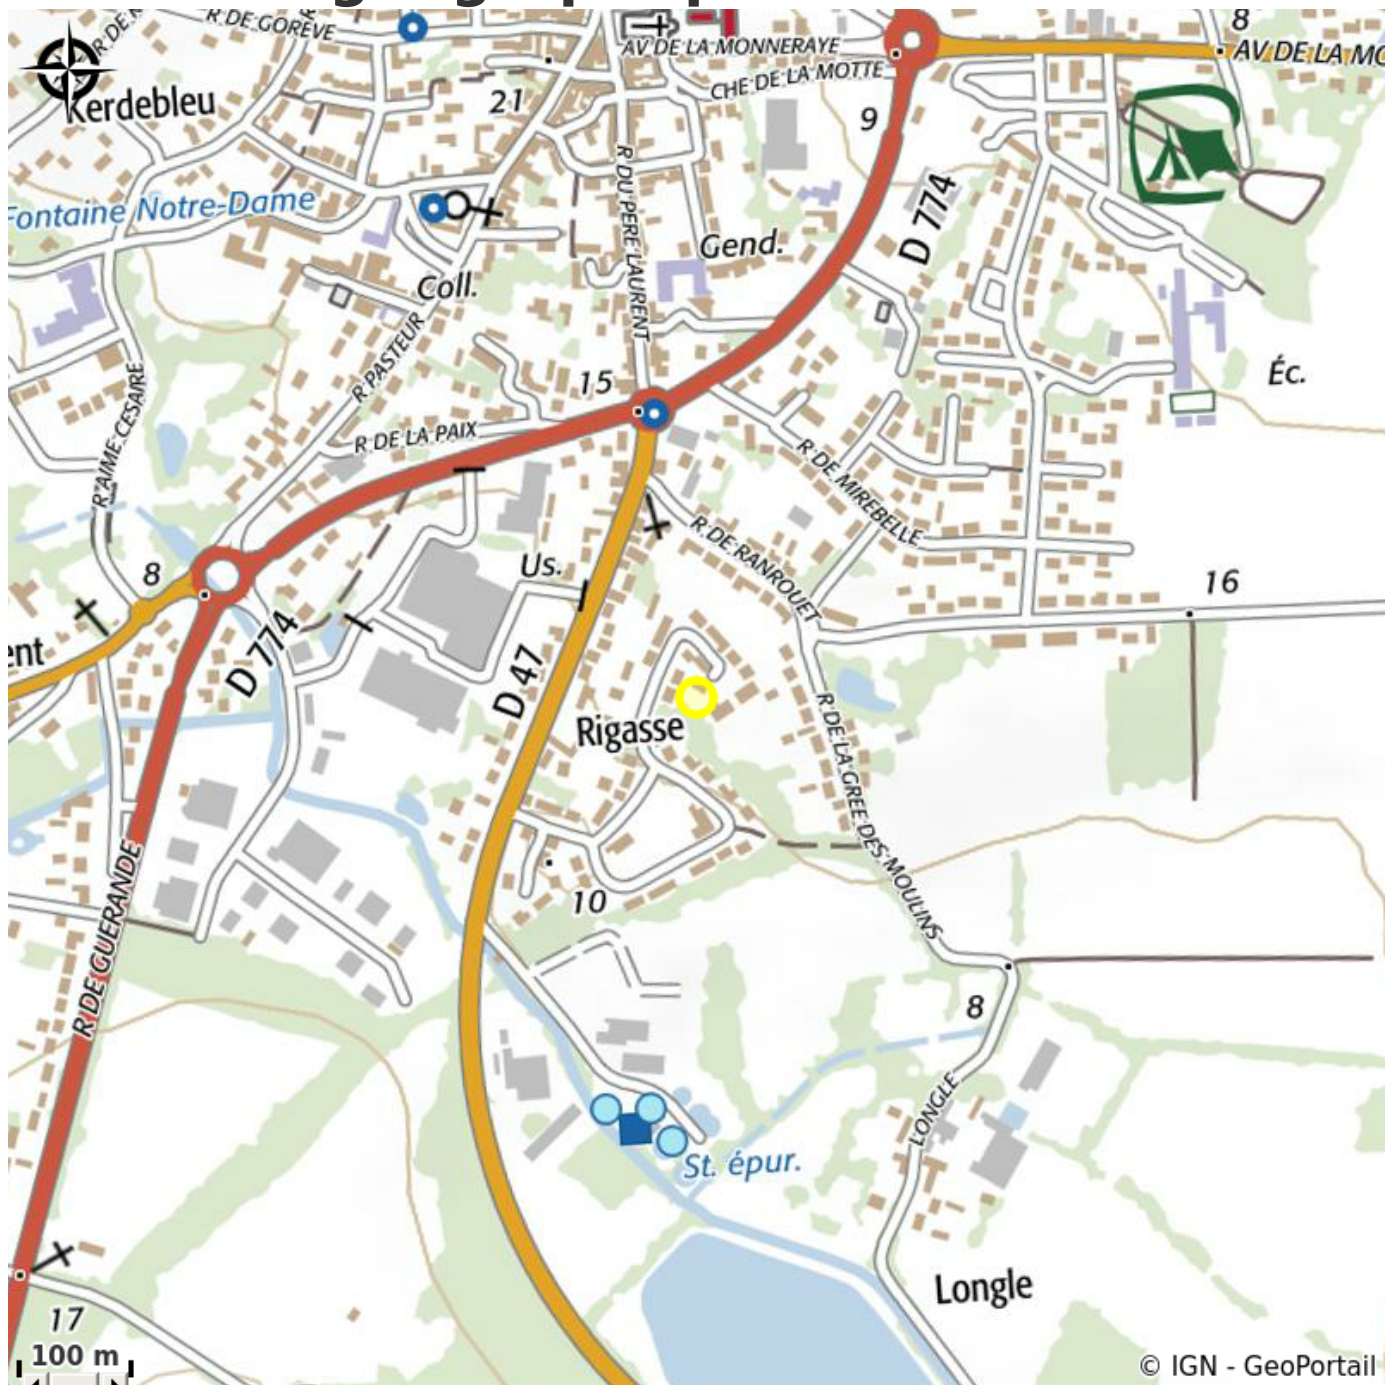 R DE GORÈVE
8
AV DE LA MONNERAYE
AV DE LA MO
CHE DE LA MOTTE
Kerdebleu
21
9
R DU PERE LAURENT
Fontaine Notre-Dame
D 774
Gend.
Coll.
R PASTEUR
R AIME CESAIRE
15
Éc.
R DE LA PAIX
R DE MIREBELLE
R DE RANROUET
Us.
8
16
ent
D 774
D 47
Rigasse
R DE LA GREE DES MOULINS
R DE GUERANDE
10
8
LONGLE
St. épur.
Longle
17
100 m
© IGN - GeoPortail